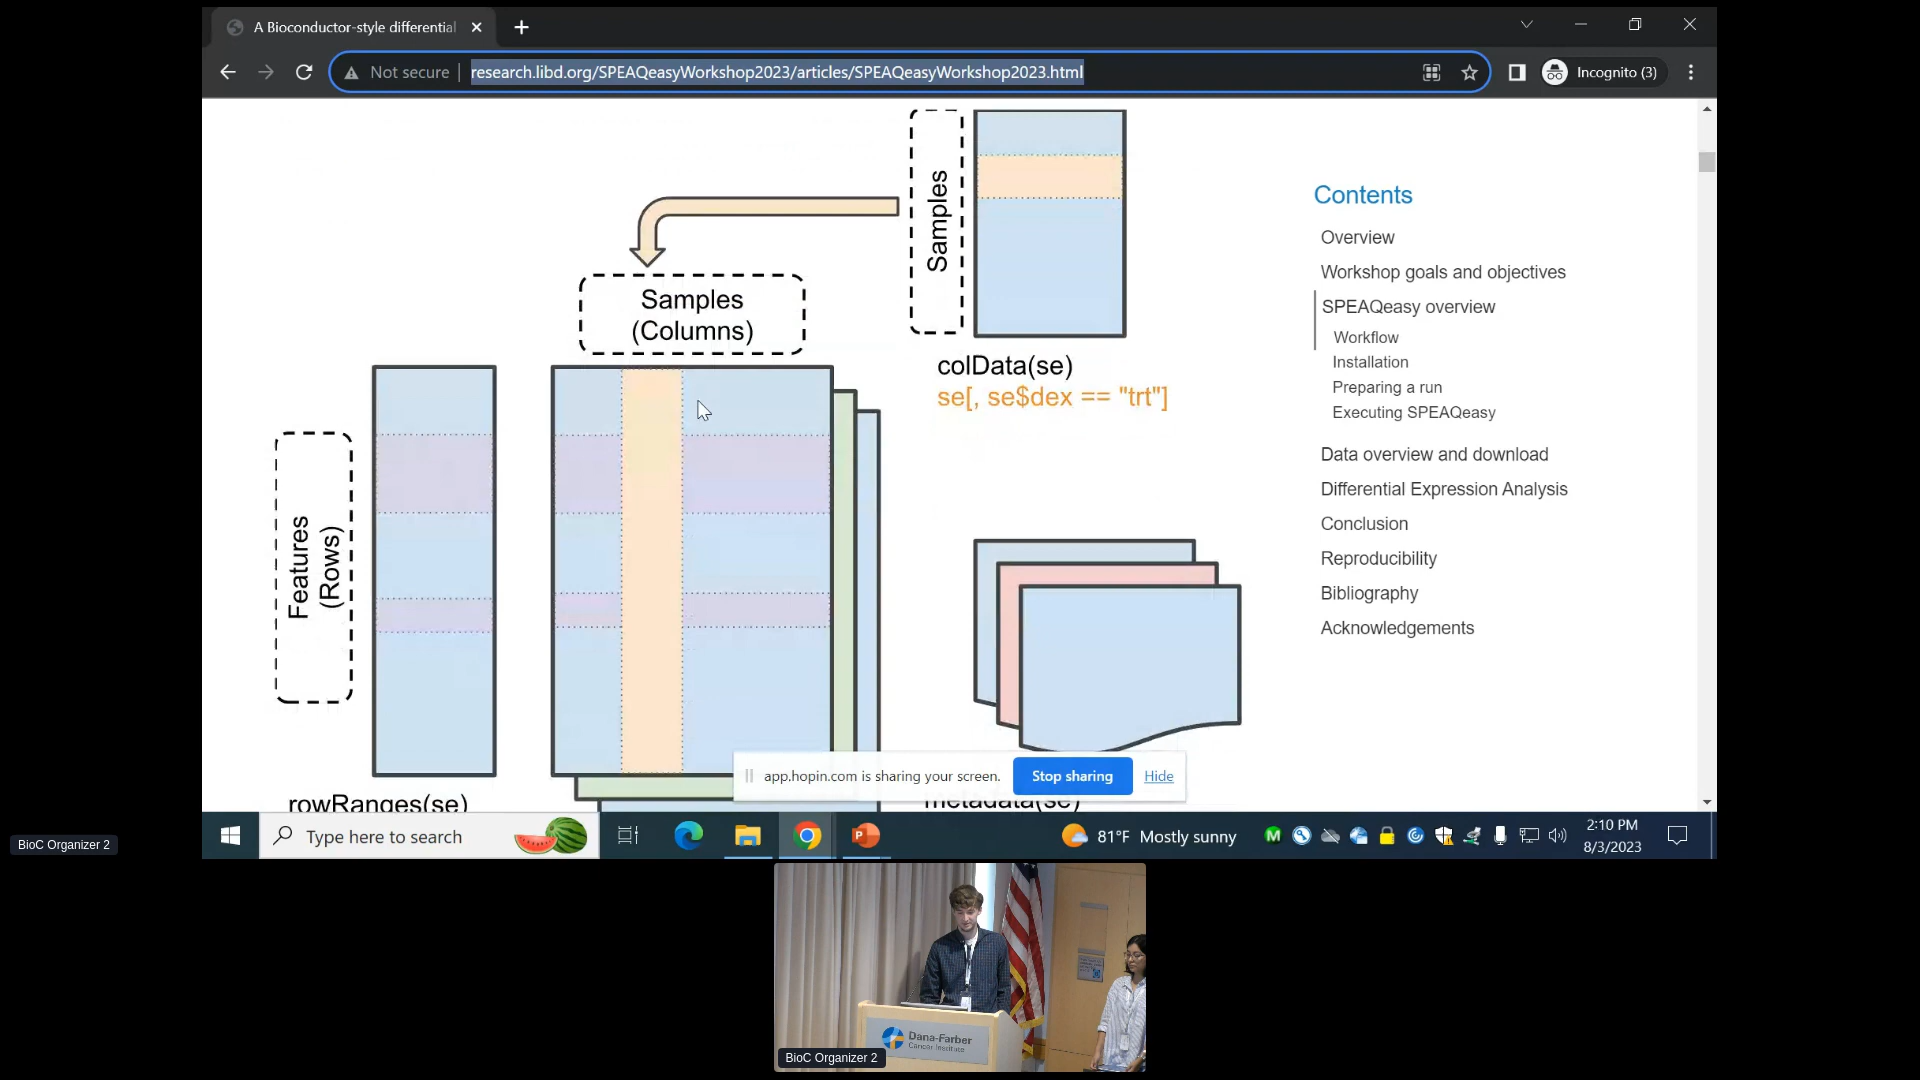 A Bioconductor-style differential
Not secure
research.libd.org/SPEAQeasyWorkshop2023/articles/SPEAQeasyWorkshop2023.html
Incognito (3)
Samples
Samples
(Columns)
colData(se)
se[, se$dex == "trt"]
Features
(Rows)
rowRanges(se)
metadata(se)
Contents
Overview
Workshop goals and objectives
SPEAQeasy overview
Workflow
Installation
Preparing a run
Executing SPEAQeasy
Data overview and download
Differential Expression Analysis
Conclusion
Reproducibility
Bibliography
Acknowledgements
app.hopin.com is sharing your screen.
Stop sharing
Hide
Type here to search
81°F Mostly sunny
2:10 PM
8/3/2023
BioC Organizer 2
Dana-Farber
Cancer Institute
BioC Organizer 2